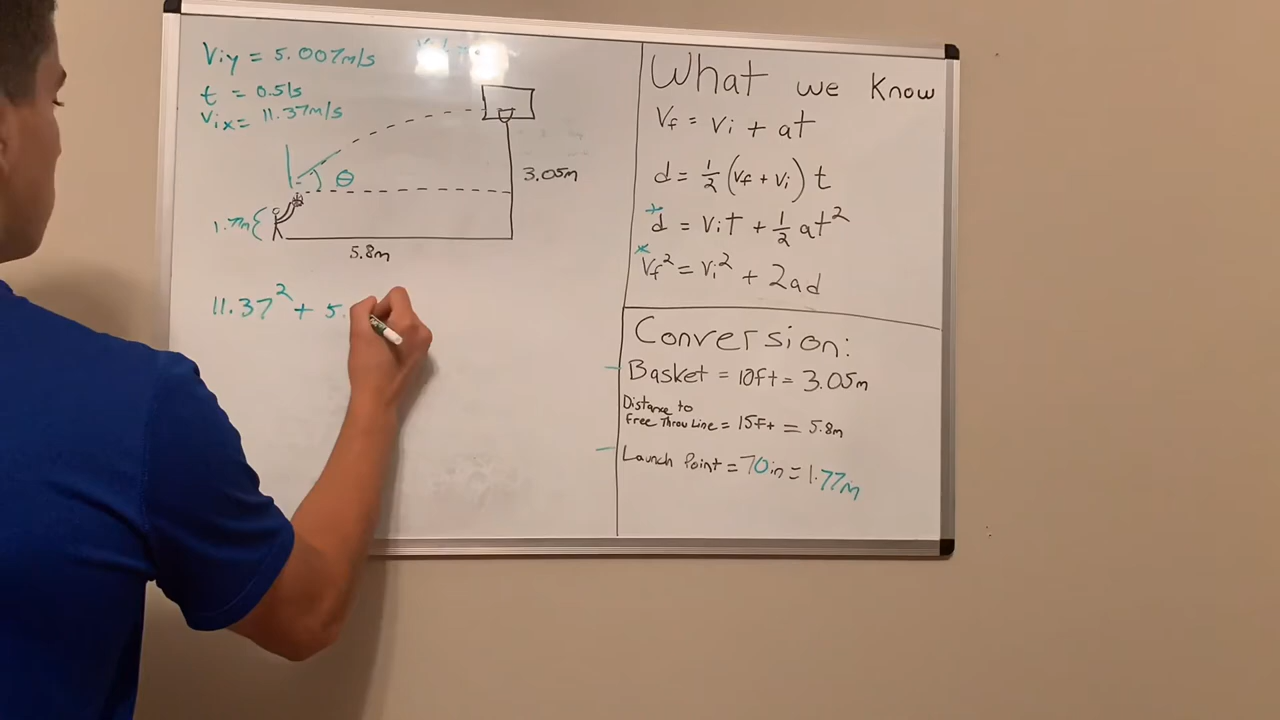 Viy = 5.007m/s
t = 0.51s
Vix = 11.37m/s
θ
3.05m
1.77m
5.8m
11.37² + 5.
What we Know
Vf = Vi + at
d = 1/2 (Vf + Vi) t
d = Vit + 1/2 at²
Vf² = Vi² + 2ad
Conversion:
Basket = 10ft = 3.05m
Distance to
Free Throw Line = 15Ft = 5.8m
Launch Point = 70in = 1.77m